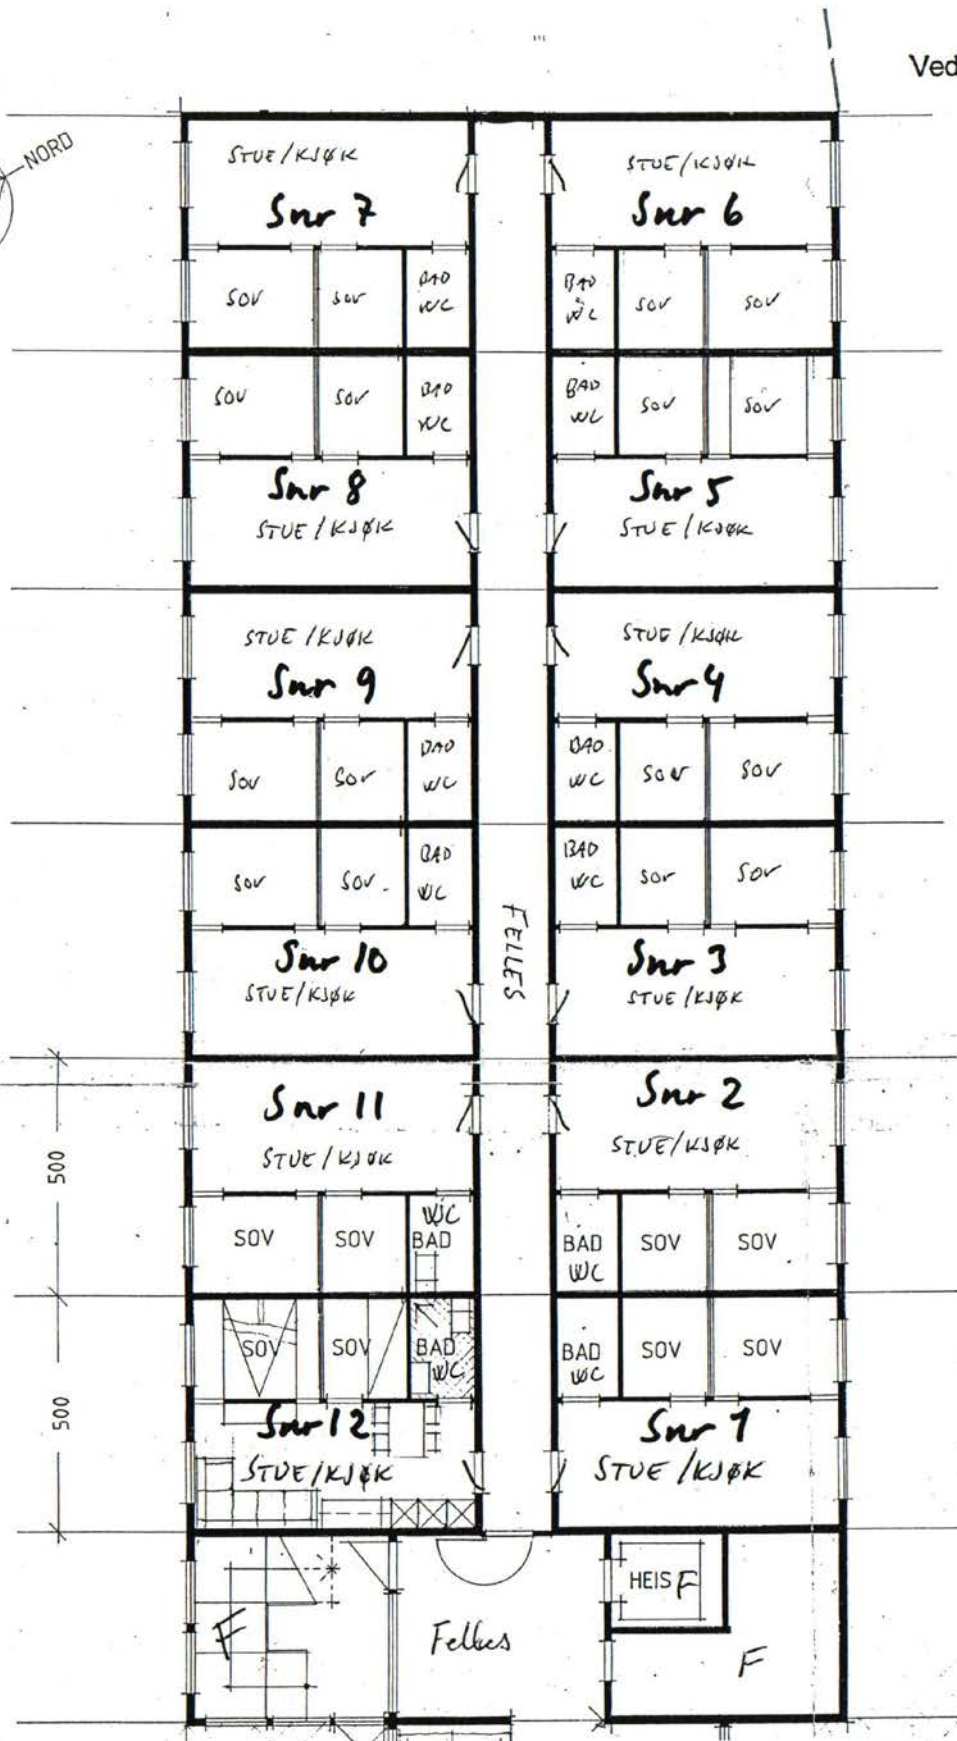 Ved
NORD
STUE/KJØK
Snr 7
SOV
SOV
BAD
WC
STUE/KJØK
Snr 6
BAD
WC
SOV
SOV
SOV
SOV
BAD
WC
Snr 8
STUE/KJØK
BAD
WC
SOV
SOV
Snr 5
STUE/KJØK
STUE/KJØK
Snr 9
SOV
SOV
BAD
WC
STUE/KJØK
Snr 4
BAD
WC
SOV
SOV
SOV
SOV
BAD
WC
Snr 10
STUE/KJØK
FELLES
BAD
WC
SOV
SOV
Snr 3
STUE/KJØK
Snr 11
STUE/KJØK
SOV
SOV
WC
BAD
Snr 2
STUE/KJØK
BAD
WC
SOV
SOV
500
SOV
SOV
BAD
WC
Snr 12
STUE/KJØK
BAD
WC
SOV
SOV
Snr 1
STUE/KJØK
500
F
Felles
HEIS F
F